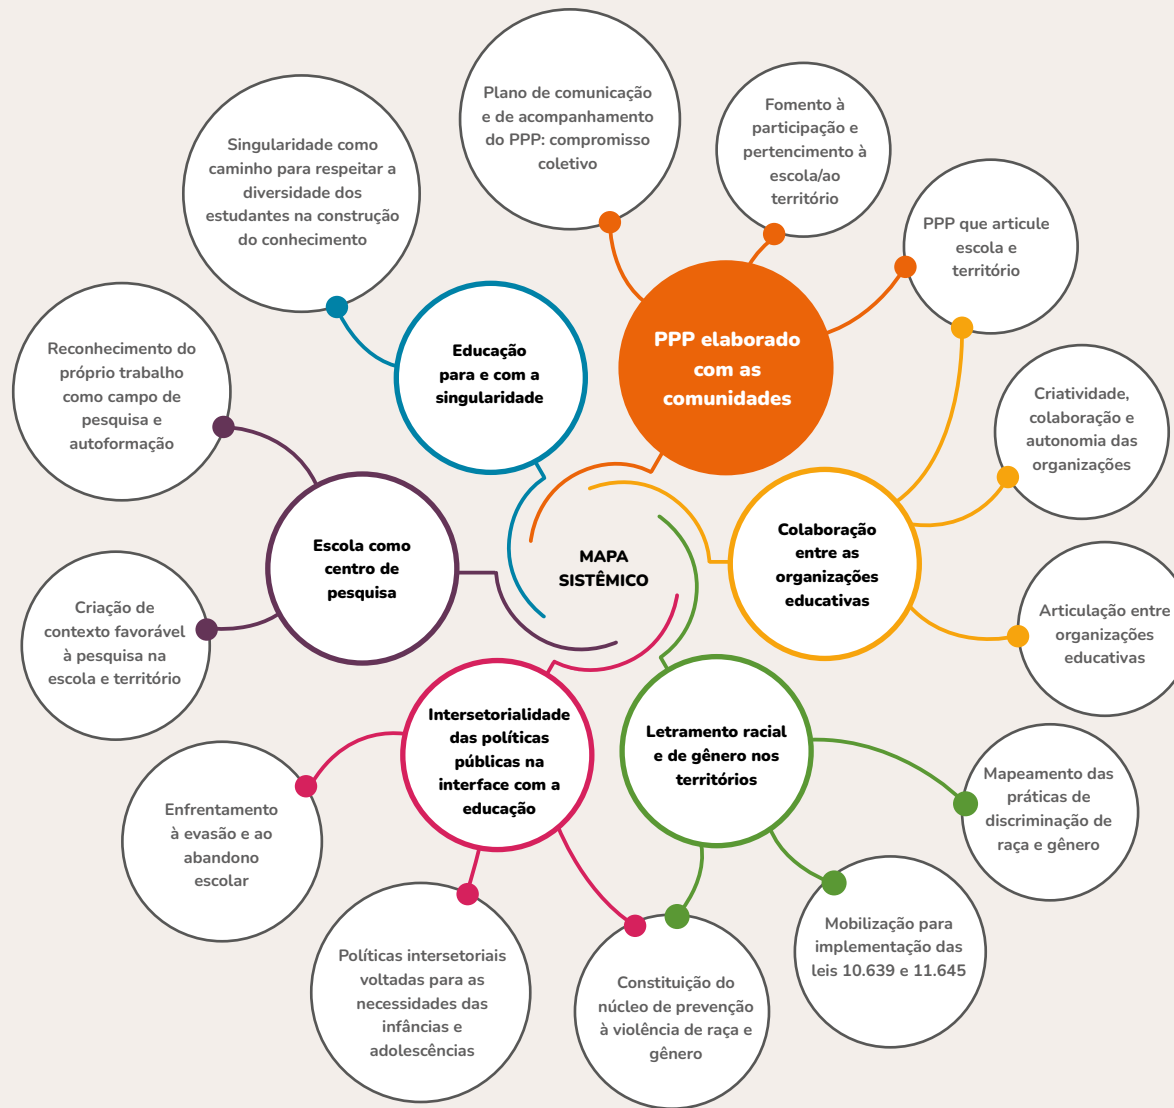 Plano de comunicação
e de acompanhamento
do PPP: compromisso
coletivo
Fomento à
participação e
pertencimento à
escola/ao
território
Singularidade como
caminho para respeitar a
diversidade dos
estudantes na construção
do conhecimento
PPP que articule
escola e
território
PPP elaborado
com as
comunidades
Educação
para e com a
singularidade
Reconhecimento do
próprio trabalho
como campo de
pesquisa e
autoformação
Criatividade,
colaboração e
autonomia das
organizações
MAPA
SISTÊMICO
Colaboração
entre as
organizações
educativas
Escola como
centro de
pesquisa
Criação de
contexto favorável
à pesquisa na
escola e território
Articulação entre
organizações
educativas
Intersetorialidade
das políticas
públicas na
interface com a
educação
Letramento racial
e de gênero nos
territórios
Mapeamento das
práticas de
discriminação de
raça e gênero
Enfrentamento
à evasão e ao
abandono
escolar
Mobilização para
implementação das
leis 10.639 e 11.645
Políticas intersetoriais
voltadas para as
necessidades das
infâncias e
adolescências
Constituição do
núcleo de prevenção
à violência de raça e
gênero